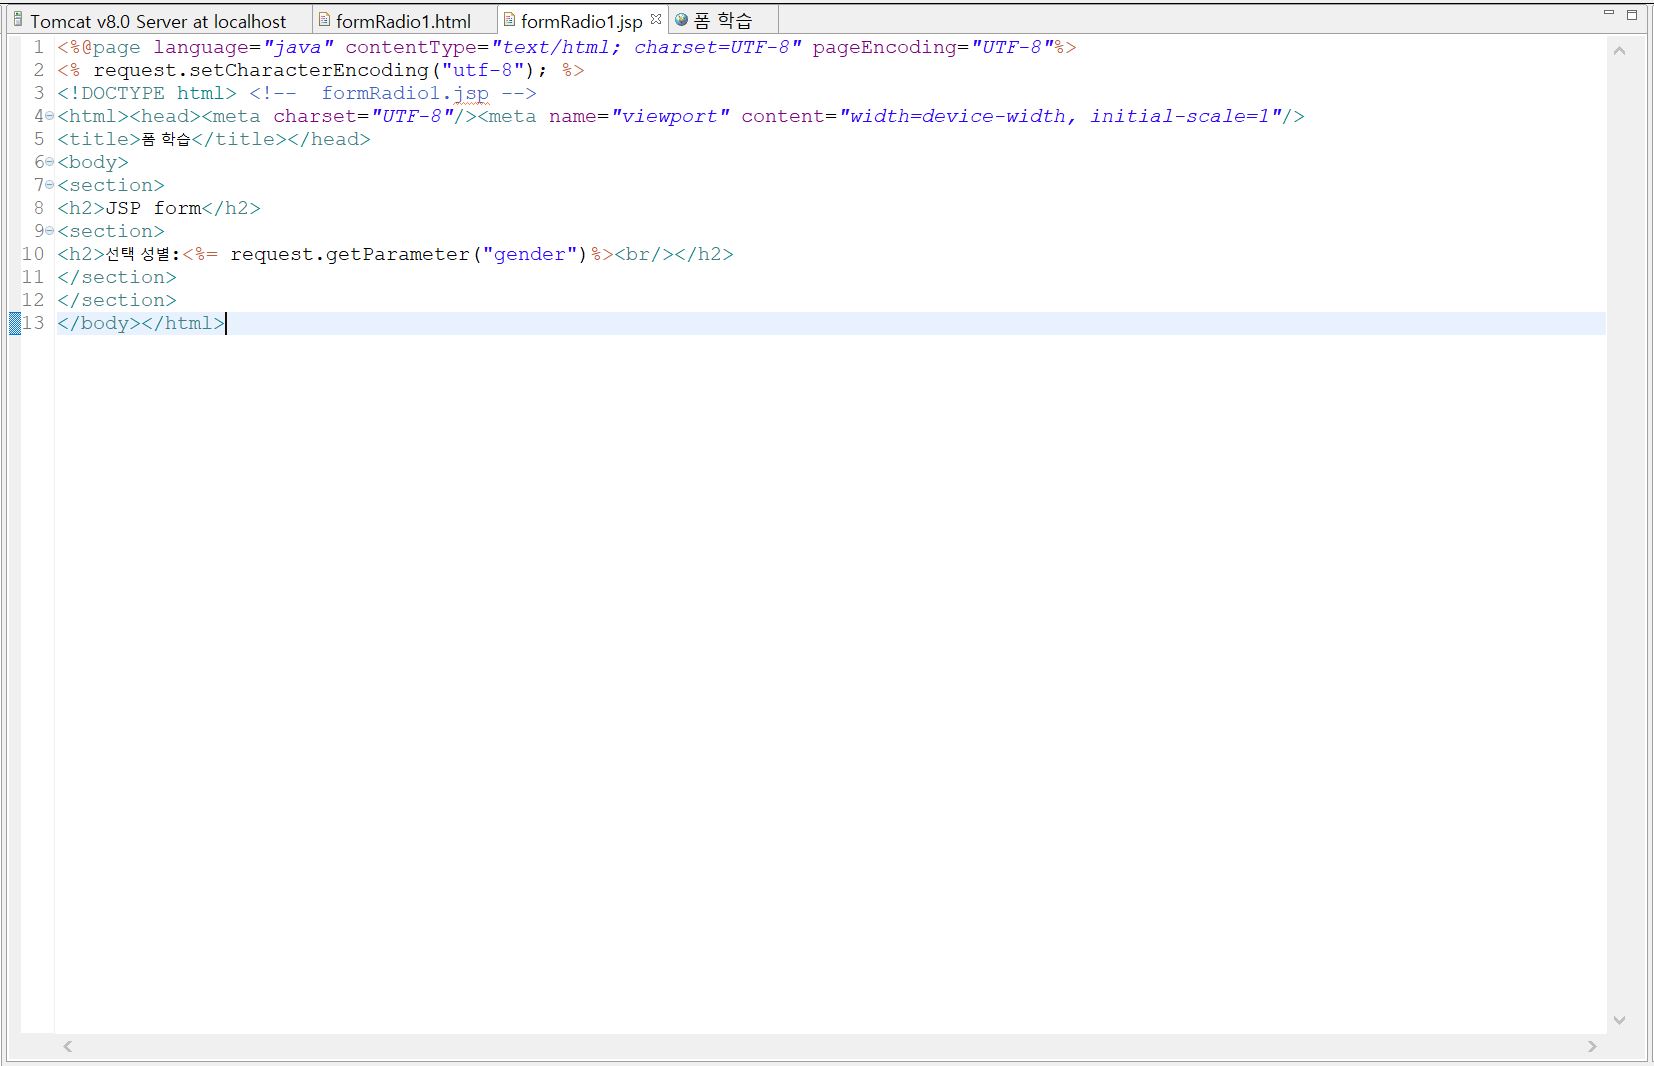 Tomcat v8.0 Server at localhost formRadio1.html formRadio1.jsp 폼 학습
1 <%@page language="java" contentType="text/html; charset=UTF-8" pageEncoding="UTF-8"%>
2 <% request.setCharacterEncoding("utf-8"); %>
3 <!DOCTYPE html> <!--  formRadio1.jsp -->
4 <html><head><meta charset="UTF-8"/><meta name="viewport" content="width=device-width, initial-scale=1"/>
5 <title>폼 학습</title></head>
6 <body>
7 <section>
8 <h2>JSP form</h2>
9 <section>
10 <h2>선택 성별:<%= request.getParameter("gender")%><br/></h2>
11 </section>
12 </section>
13 </body></html>